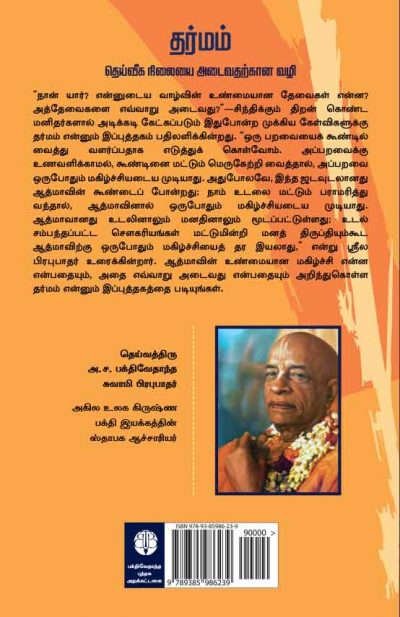 தர்மம்
தெய்வீக நிலையை அடைவதற்கான வழி
"நான் யார்? என்னுடைய வாழ்வின் உண்மையான தேவைகள் என்ன?
அத்தேவைகளை எவ்வாறு அடைவது?"—சிந்திக்கும் திறன் கொண்ட
மனிதர்களால் அடிக்கடி கேட்கப்படும் இதுபோன்ற முக்கிய கேள்விகளுக்கு
தர்மம் என்னும் இப்புத்தகம் பதிலளிக்கின்றது. "ஒரு பறவையைக் கூண்டில்
வைத்து வளர்ப்பதாக எடுத்துக் கொள்வோம். அப்பறவைக்கு
உணவளிக்காமல், கூண்டினை மட்டும் மெருகேற்றி வைத்தால், அப்பறவை
ஒருபோதும் மகிழ்ச்சியடைய முடியாது. அதுபோலவே, இந்த ஜடவுடலானது
ஆத்மாவின் கூண்டைப் போன்றது; நாம் உடலை மட்டும் பராமரித்து
வந்தால், ஆத்மாவினால் ஒருபோதும் மகிழ்ச்சியடைய முடியாது.
ஆத்மாவானது உடலினாலும் மனதினாலும் மூடப்பட்டுள்ளது; உடல்
சம்பந்தப்பட்ட சௌகரியங்கள் மட்டுமின்றி மனத் திருப்தியும்கூட
ஆத்மாவிற்கு ஒருபோதும் மகிழ்ச்சியைத் தர இயலாது," என்று ஸ்ரீல
பிரபுபாதர் உரைக்கின்றார். ஆத்மாவின் உண்மையான மகிழ்ச்சி என்ன
என்பதையும், அதை எவ்வாறு அடைவது என்பதையும் அறிந்துகொள்ள
தர்மம் என்னும் இப்புத்தகத்தை படியுங்கள்.
தெய்வத்திரு
அ.ச. பக்திவேதாந்த
சுவாமி பிரபுபாதர்
அகில உலக கிருஷ்ண
பக்தி இயக்கத்தின்
ஸ்தாபக ஆச்சாரியர்
ISBN 978-93-85986-23-9
90000 >
9 789385 986239
பக்திவேதாந்த
புத்தக
அறக்கட்டளை